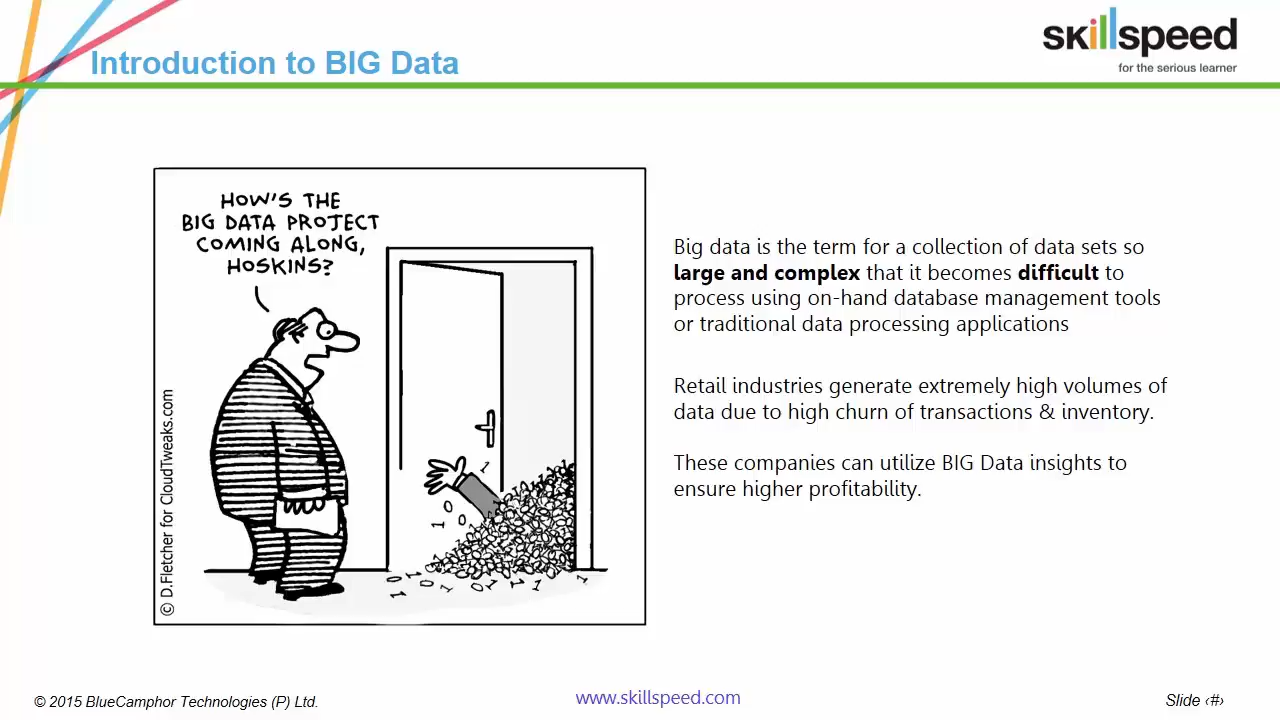 Introduction to BIG Data
skillspeed
for the serious learner
HOW'S THE
BIG DATA PROJECT
COMING ALONG,
HOSKINS?
© D.Fletcher for CloudTweaks.com
Big data is the term for a collection of data sets so
large and complex that it becomes difficult to
process using on-hand database management tools
or traditional data processing applications
Retail industries generate extremely high volumes of
data due to high churn of transactions & inventory.
These companies can utilize BIG Data insights to
ensure higher profitability.
© 2015 BlueCamphor Technologies (P) Ltd.
www.skillspeed.com
Slide ‹#›